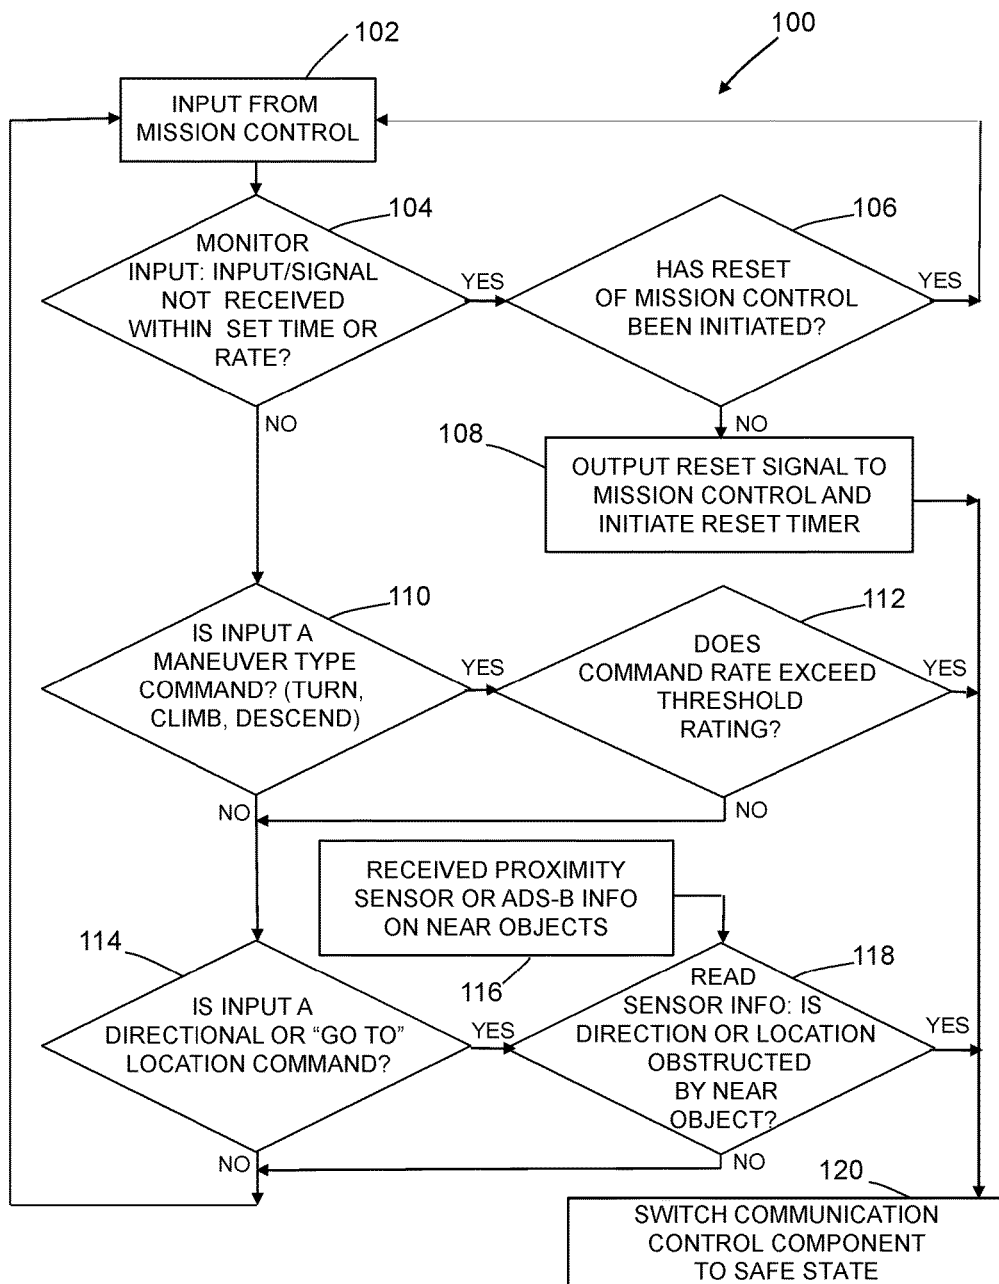 100
102
INPUT FROM
MISSION CONTROL
104
MONITOR
INPUT: INPUT/SIGNAL
NOT RECEIVED
WITHIN SET TIME OR
RATE?
YES
NO
106
HAS RESET
OF MISSION CONTROL
BEEN INITIATED?
YES
NO
108
OUTPUT RESET SIGNAL TO
MISSION CONTROL AND
INITIATE RESET TIMER
110
IS INPUT A
MANEUVER TYPE
COMMAND? (TURN,
CLIMB, DESCEND)
YES
NO
112
DOES
COMMAND RATE EXCEED
THRESHOLD
RATING?
YES
NO
RECEIVED PROXIMITY
SENSOR OR ADS-B INFO
ON NEAR OBJECTS
116
114
IS INPUT A
DIRECTIONAL OR “GO TO”
LOCATION COMMAND?
YES
NO
118
READ
SENSOR INFO: IS
DIRECTION OR LOCATION
OBSTRUCTED
BY NEAR
OBJECT?
YES
NO
120
SWITCH COMMUNICATION
CONTROL COMPONENT
TO SAFE STATE